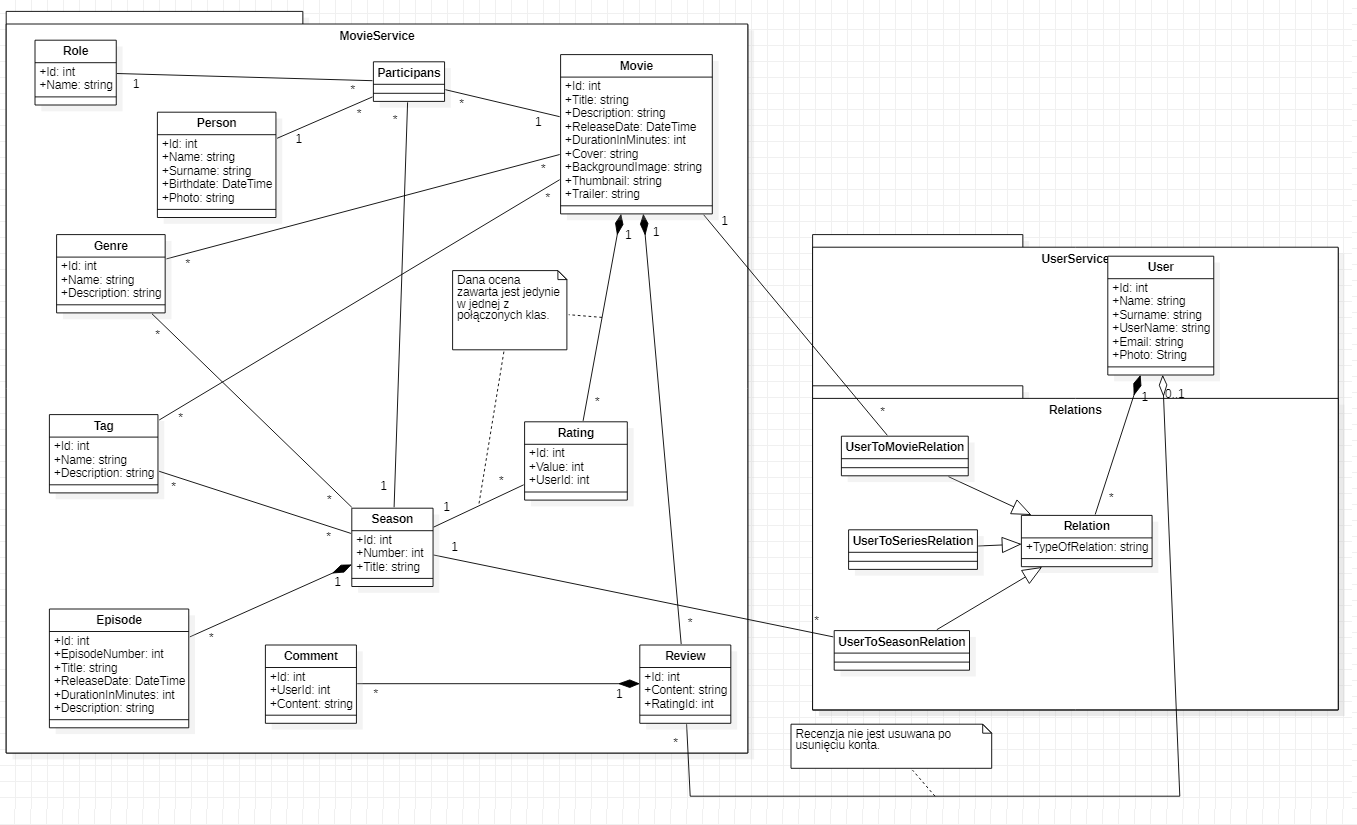 MovieService
Role
+Id: int
+Name: string
1
*
Participans
*
1
*
*
Person
+Id: int
+Name: string
+Surname: string
+Birthdate: DateTime
+Photo: string
1
Movie
+Id: int
+Title: string
+Description: string
+ReleaseDate: DateTime
+DurationInMinutes: int
+Cover: string
+BackgroundImage: string
+Thumbnail: string
+Trailer: string
*
*
1
1
1
Genre
+Id: int
+Name: string
+Description: string
*
*
Dana ocena
zawarta jest jedynie
w jednej z
połączonych klas.
UserService
User
+Id: int
+Name: string
+Surname: string
+UserName: string
+Email: string
+Photo: String
1
0..1
Relations
*
UserToMovieRelation
*
Relation
+TypeOfRelation: string
UserToSeriesRelation
*
UserToSeasonRelation
Tag
+Id: int
+Name: string
+Description: string
*
*
*
Rating
+Id: int
+Value: int
+UserId: int
*
1
1
*
*
Season
+Id: int
+Number: int
+Title: string
1
1
Episode
+Id: int
+EpisodeNumber: int
+Title: string
+ReleaseDate: DateTime
+DurationInMinutes: int
+Description: string
*
Comment
+Id: int
+UserId: int
+Content: string
*
1
*
Review
+Id: int
+Content: string
+RatingId: int
*
Recenzja nie jest usuwana po
usunięciu konta.